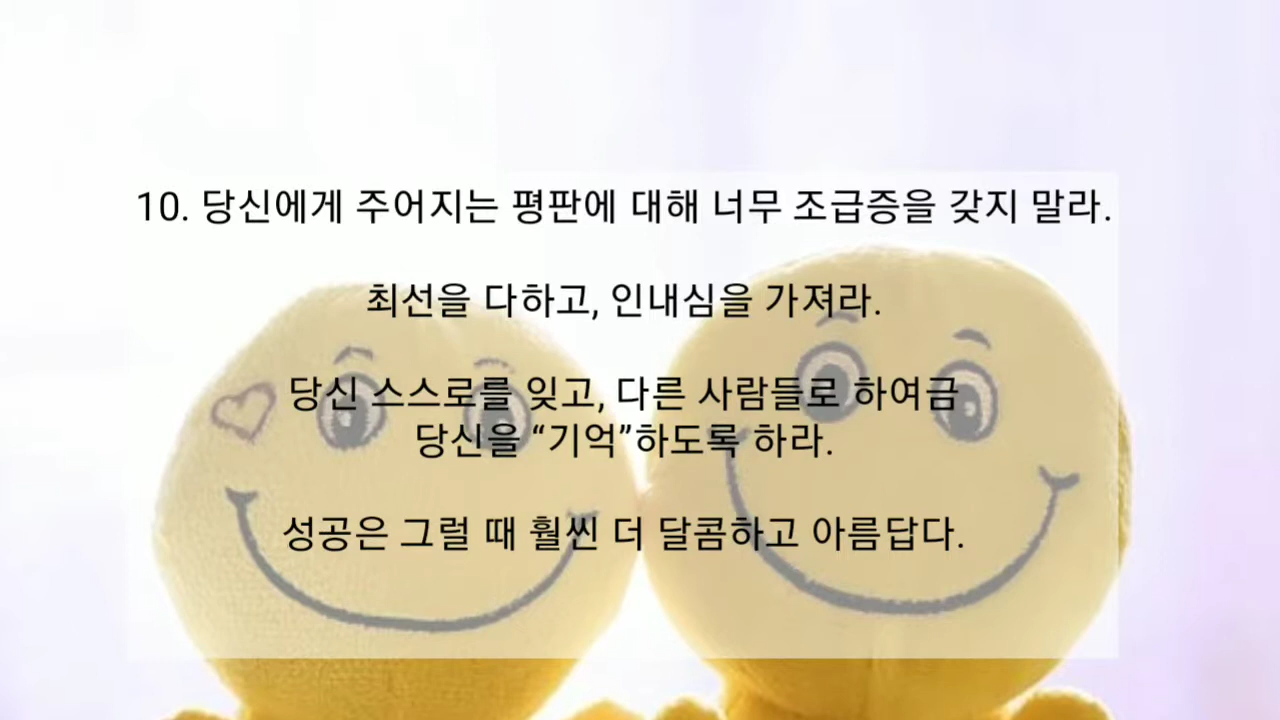 10. 당신에게 주어지는 평판에 대해 너무 조급증을 갖지 말라.
최선을 다하고, 인내심을 가져라.
당신 스스로를 잊고, 다른 사람들로 하여금
당신을 “기억”하도록 하라.
성공은 그럴 때 훨씬 더 달콤하고 아름답다.